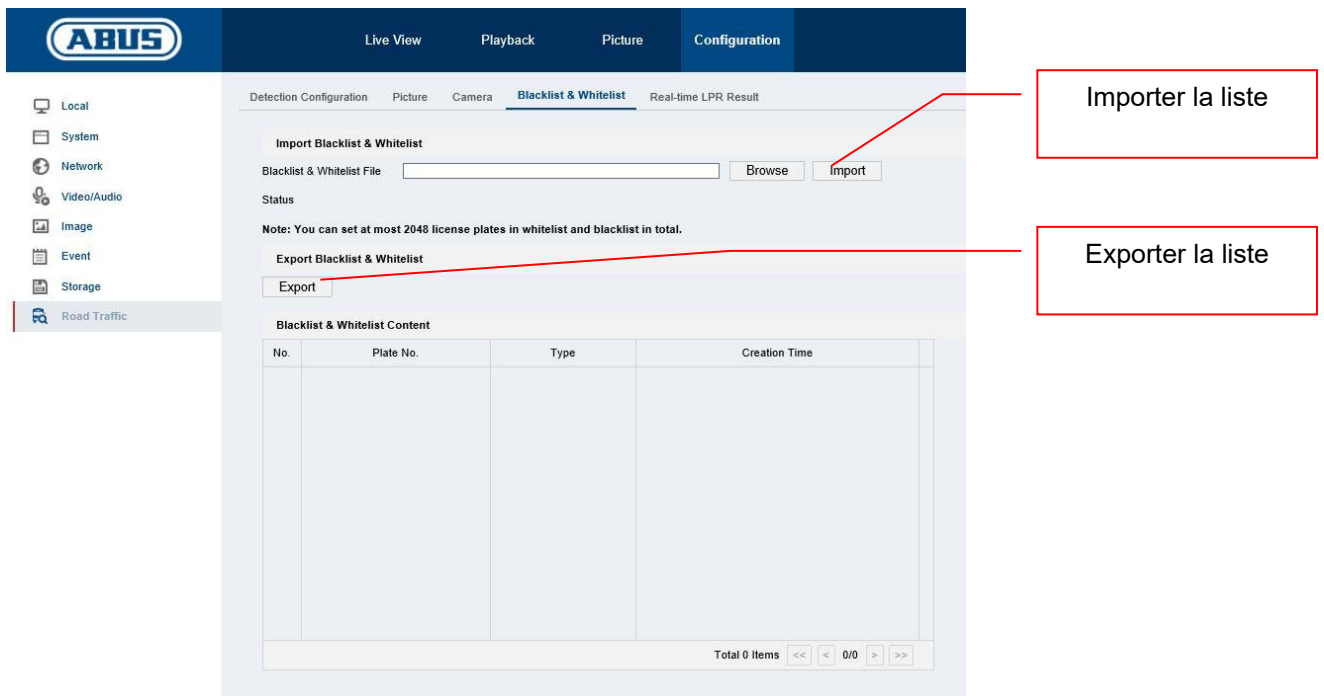 ABUS
Live View Playback Picture Configuration
Local
System
Network
Video/Audio
Image
Event
Storage
Road Traffic
Detection Configuration Picture Camera Blacklist & Whitelist Real-time LPR Result
Import Blacklist & Whitelist
Blacklist & Whitelist File Browse Import
Status
Note: You can set at most 2048 license plates in whitelist and blacklist in total.
Export Blacklist & Whitelist
Export
Blacklist & Whitelist Content
No. Plate No. Type Creation Time
Total 0 Items << < 0/0 > >>
Importer la liste
Exporter la liste